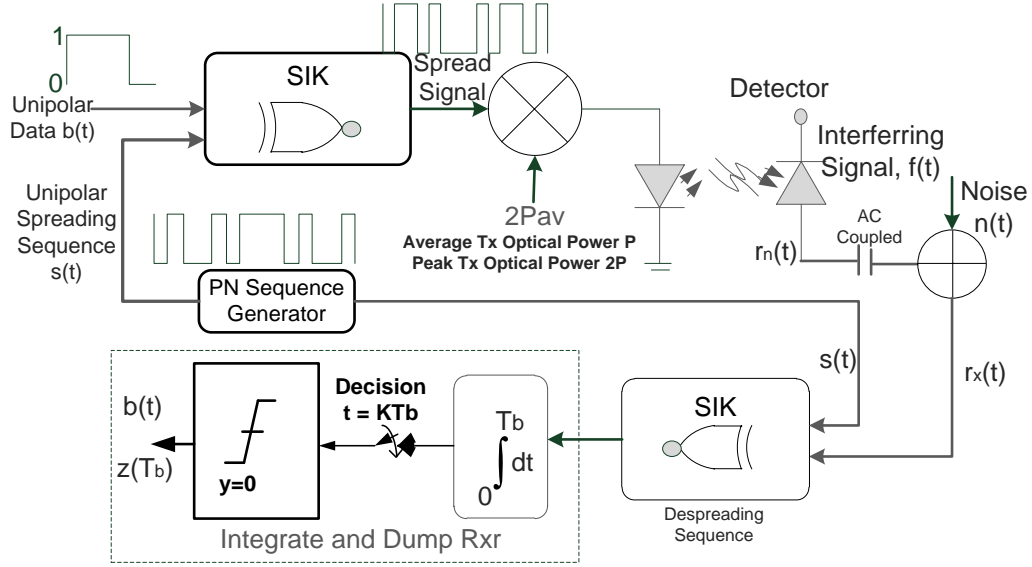 1
0
Unipolar
Data b(t)
SIK
Spread
Signal
Detector
Interferring
Signal, f(t)
Noise
n(t)
Unipolar
Spreading
Sequence
s(t)
2Pav
Average Tx Optical Power P
Peak Tx Optical Power 2P
AC
Coupled
rn(t)
PN Sequence
Generator
s(t)
rx(t)
b(t)
z(Tb)
y=0
Decision
t = KTb
Tb
∫dt
0
SIK
Despreading
Sequence
Integrate and Dump Rxr